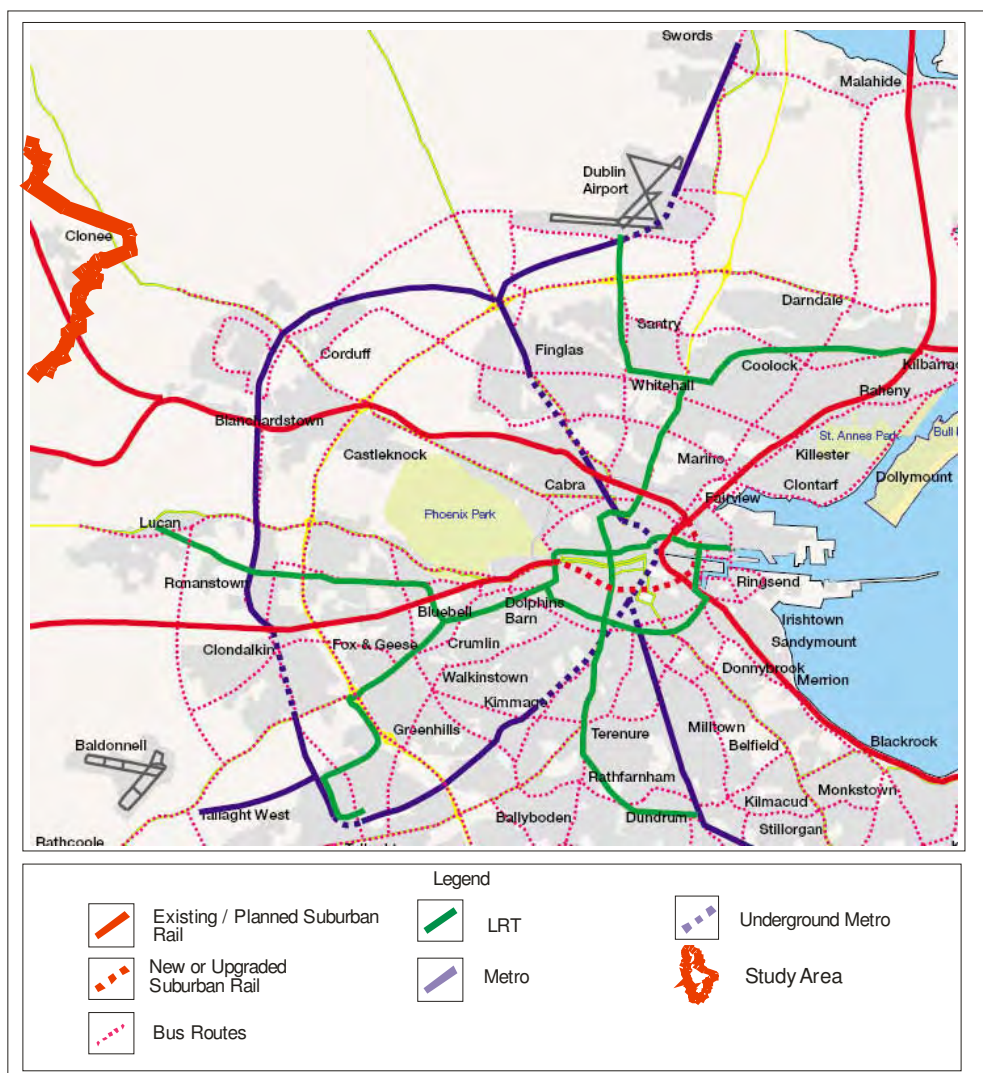 Swords
Malahide
Dublin
Airport
Clonee
Darndale
Santry
Corduff
Finglas
Coolock
Whitehall
Raheny
Blanchardstown
St. Annes Park
Castleknock
Marino
Killester
Dollymount
Cabra
Clontarf
Fairview
Phoenix Park
Lucan
Ronanstown
Ringsend
Bluebell
Dolphins
Barn
Irishtown
Fox & Geese
Crumlin
Sandymount
Clondalkin
Donnybrook
Walkinstown
Merrion
Kimmage
Greenhills
Milltown
Terenure
Belfield
Blackrock
Baldonnell
Rathfarnham
Monkstown
Kilmacud
Tallaght West
Ballyboden
Dundrum
Stillorgan
Rathcoole
Legend
Existing / Planned Suburban
Rail
LRT
Underground Metro
New or Upgraded
Suburban Rail
Metro
Study Area
Bus Routes